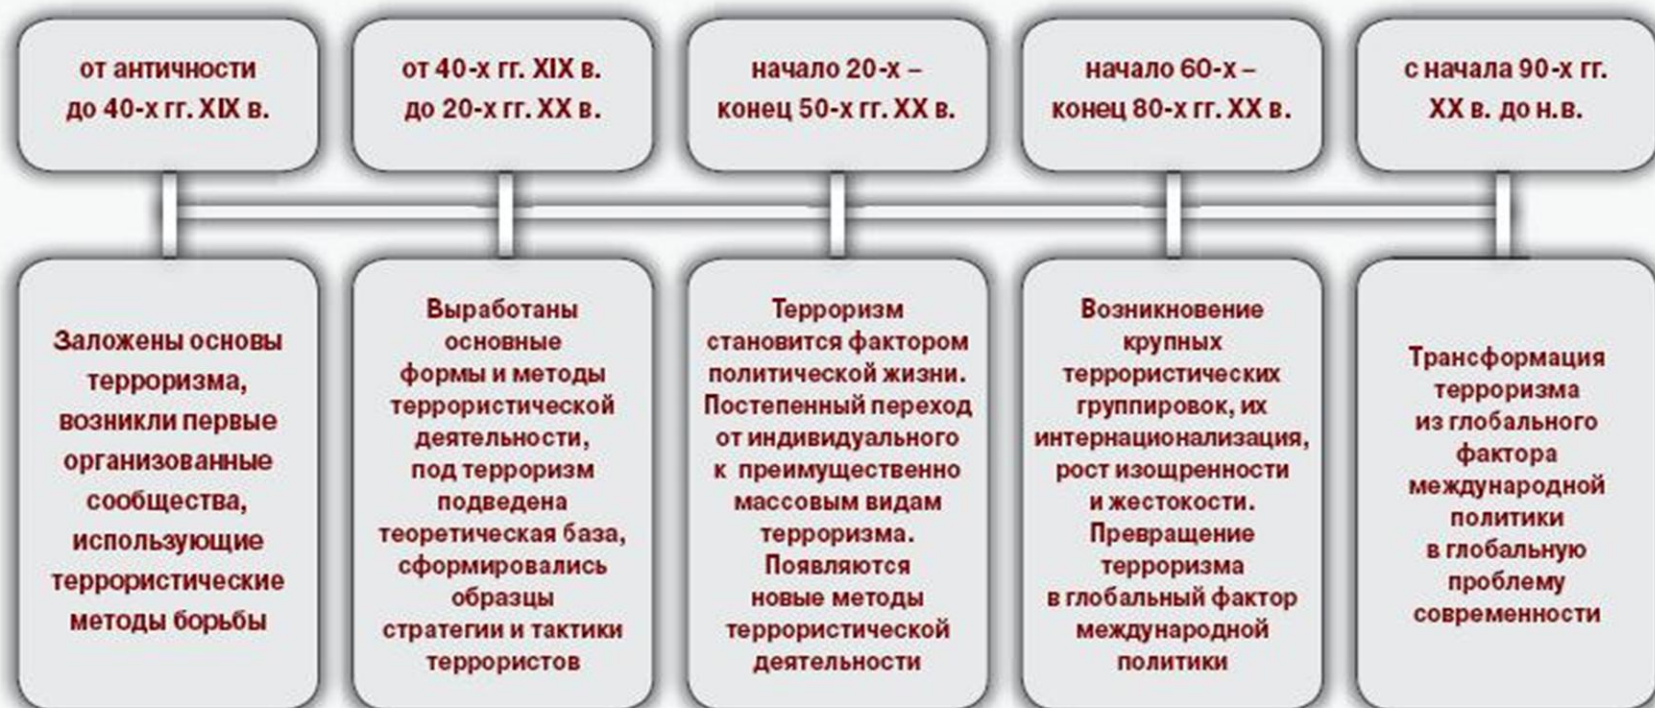 от античности
до 40-х гг. XIX в.
от 40-х гг. XIX в.
до 20-х гг. XX в.
начало 20-х –
конец 50-х гг. XX в.
начало 60-х –
конец 80-х гг. XX в.
с начала 90-х гг.
XX в. до н.в.
Заложены основы
терроризма,
возникли первые
организованные
сообщества,
использующие
террористические
методы борьбы
Выработаны
основные
формы и методы
террористической
деятельности,
под терроризм
подведена
теоретическая база,
сформировались
образцы
стратегии и тактики
террористов
Терроризм
становится фактором
политической жизни.
Постепенный переход
от индивидуального
к преимущественно
массовым видам
терроризма.
Появляются
новые методы
террористической
деятельности
Возникновение
крупных
террористических
группировок, их
интернационализация,
рост изощренности
и жестокости.
Превращение
терроризма
в глобальный фактор
международной
политики
Трансформация
терроризма
из глобального
фактора
международной
политики
в глобальную
проблему
современности